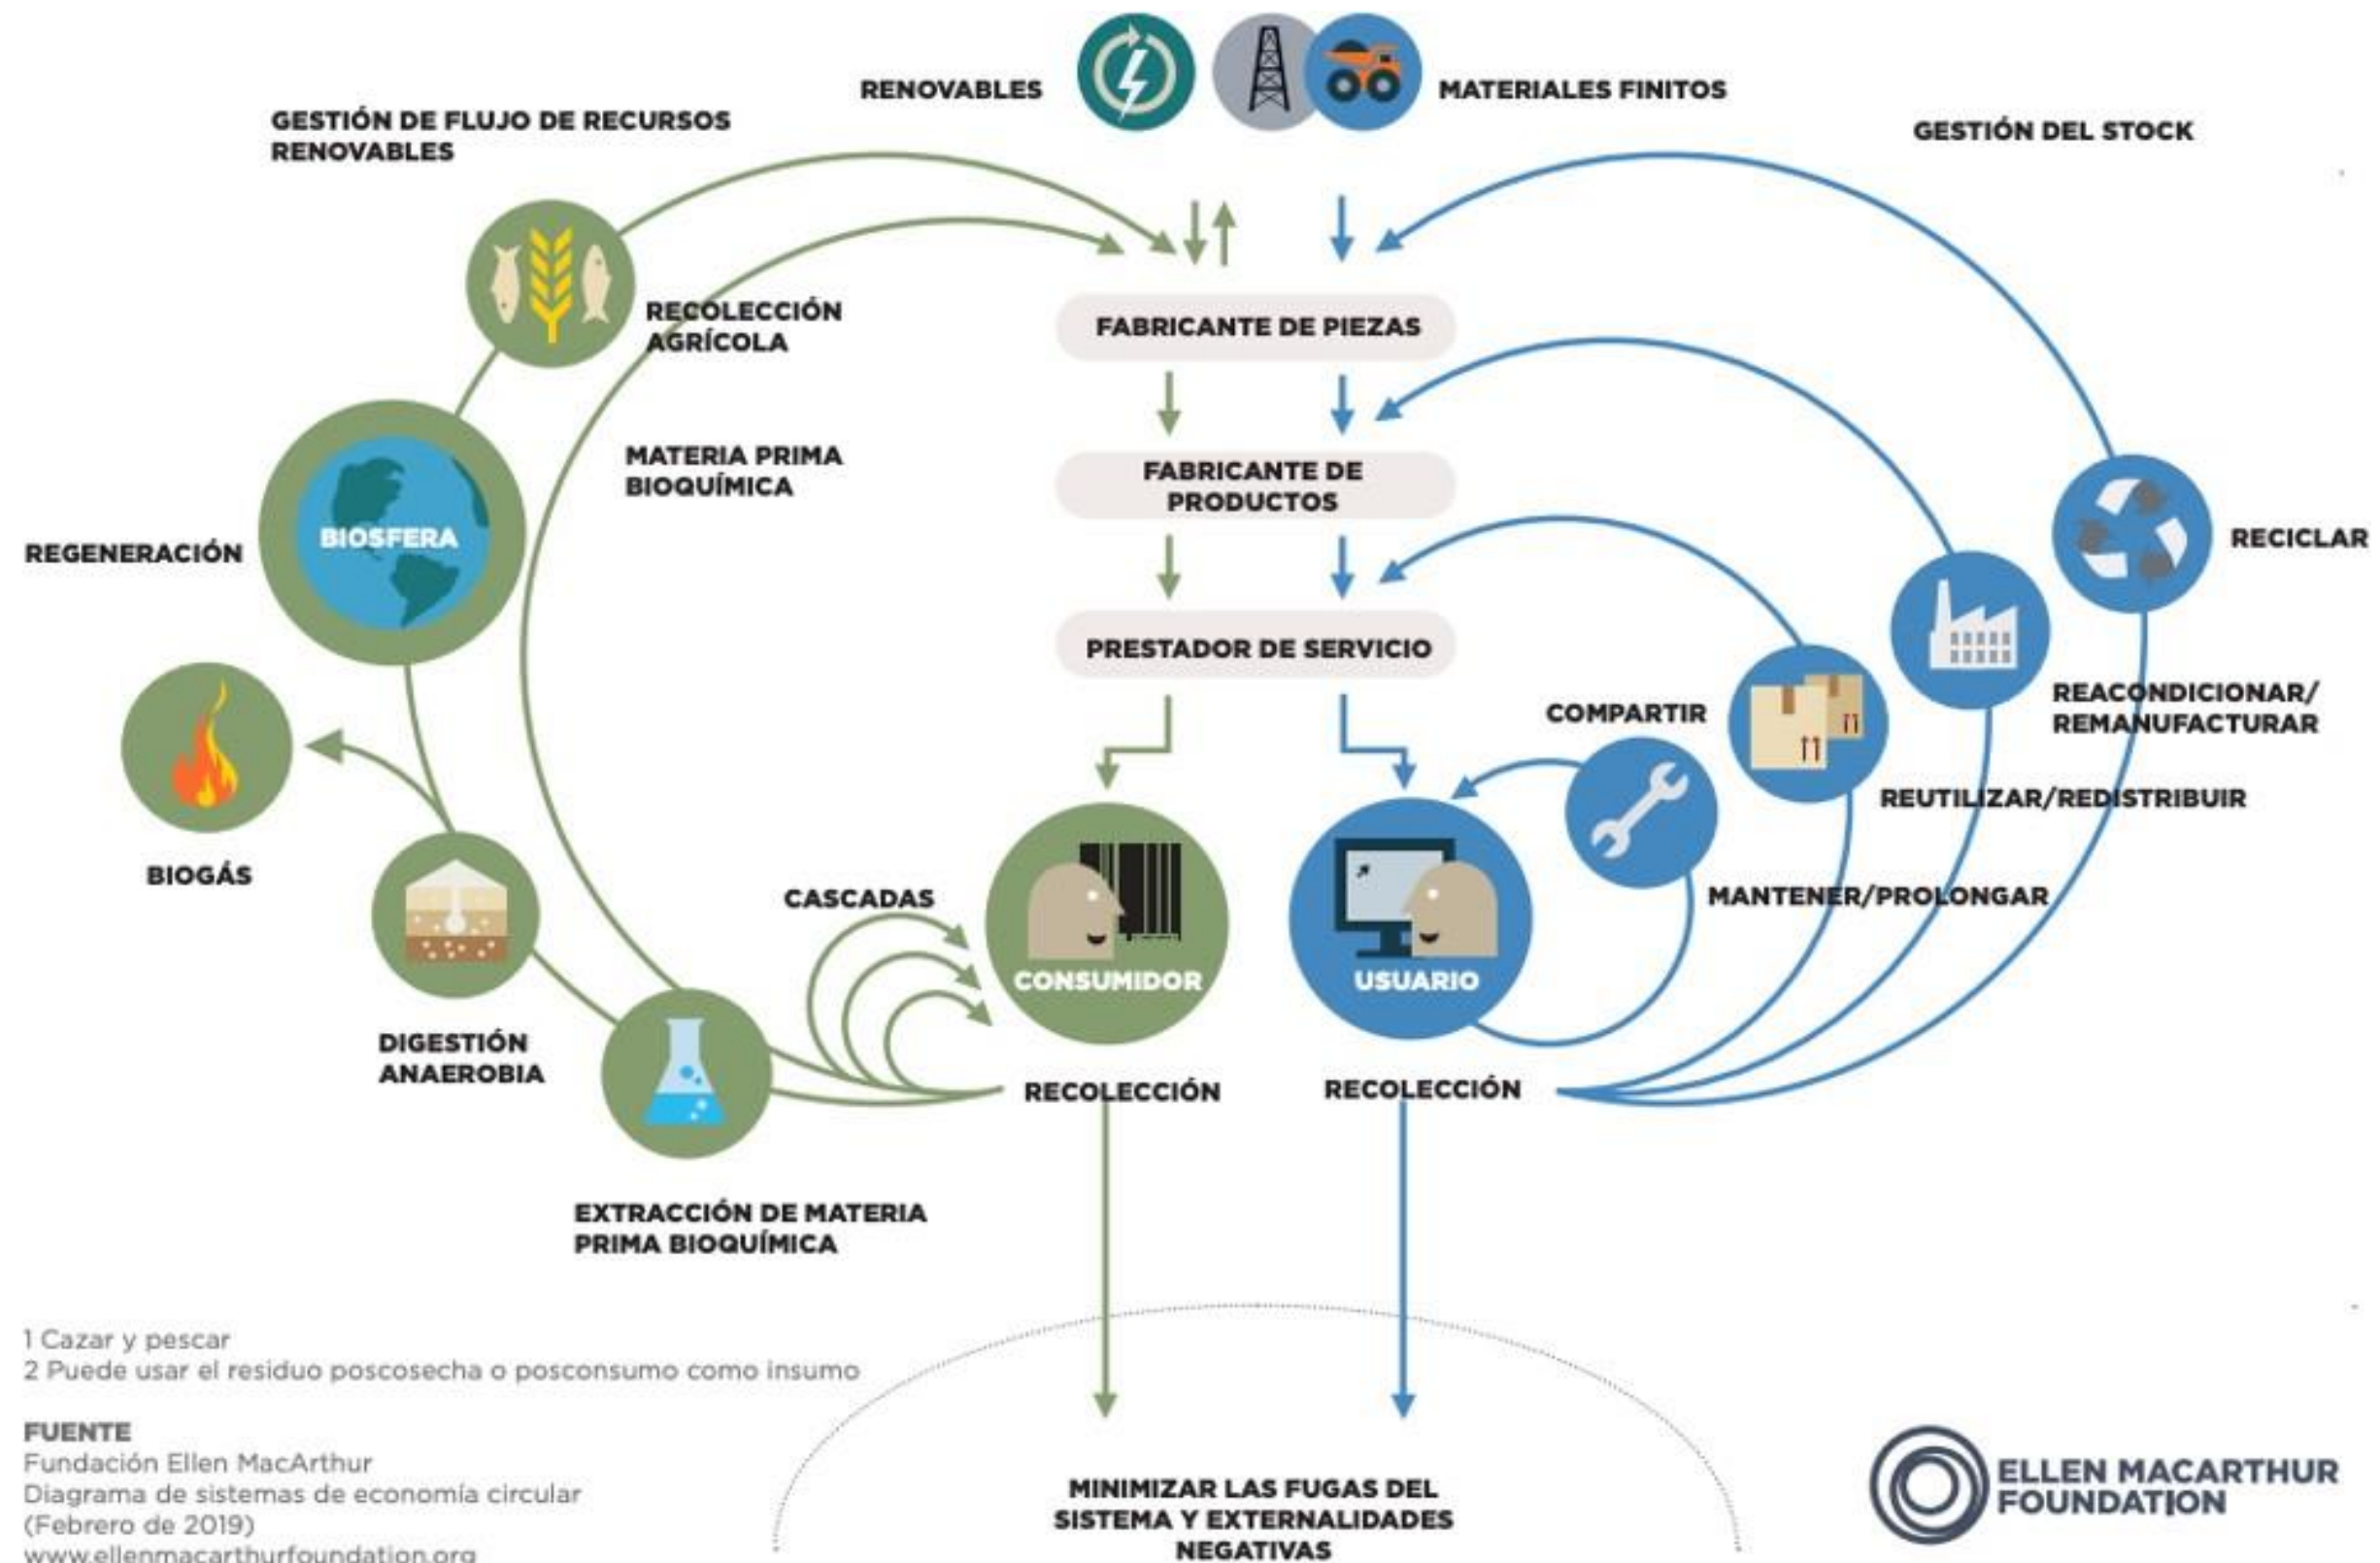 RENOVABLES
MATERIALES FINITOS
GESTIÓN DE FLUJO DE RECURSOS
RENOVABLES
GESTIÓN DEL STOCK
RECOLECCIÓN
AGRÍCOLA
FABRICANTE DE PIEZAS
MATERIA PRIMA
BIOQUÍMICA
FABRICANTE DE
PRODUCTOS
REGENERACIÓN
BIOSFERA
RECICLAR
PRESTADOR DE SERVICIO
REACONDICIONAR/
REMANUFACTURAR
COMPARTIR
REUTILIZAR/REDISTRIBUIR
BIOGÁS
CASCADAS
MANTENER/PROLONGAR
CONSUMIDOR
USUARIO
DIGESTIÓN
ANAEROBIA
RECOLECCIÓN
RECOLECCIÓN
EXTRACCIÓN DE MATERIA
PRIMA BIOQUÍMICA
1 Cazar y pescar
2 Puede usar el residuo poscosecha o posconsumo como insumo
FUENTE
Fundación Ellen MacArthur
Diagrama de sistemas de economía circular
(Febrero de 2019)
www.ellenmacarthurfoundation.org
MINIMIZAR LAS FUGAS DEL
SISTEMA Y EXTERNALIDADES
NEGATIVAS
ELLEN MACARTHUR
FOUNDATION